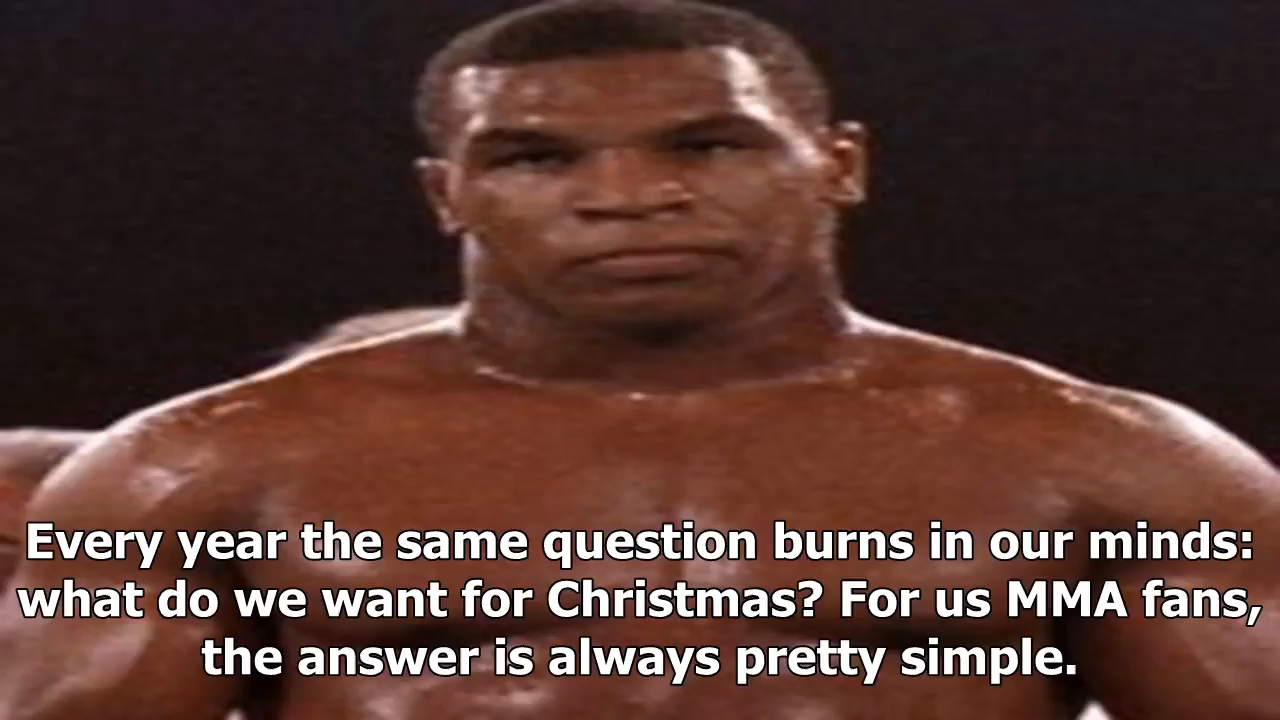 Every year the same question burns in our minds:
what do we want for Christmas? For us MMA fans,
the answer is always pretty simple.